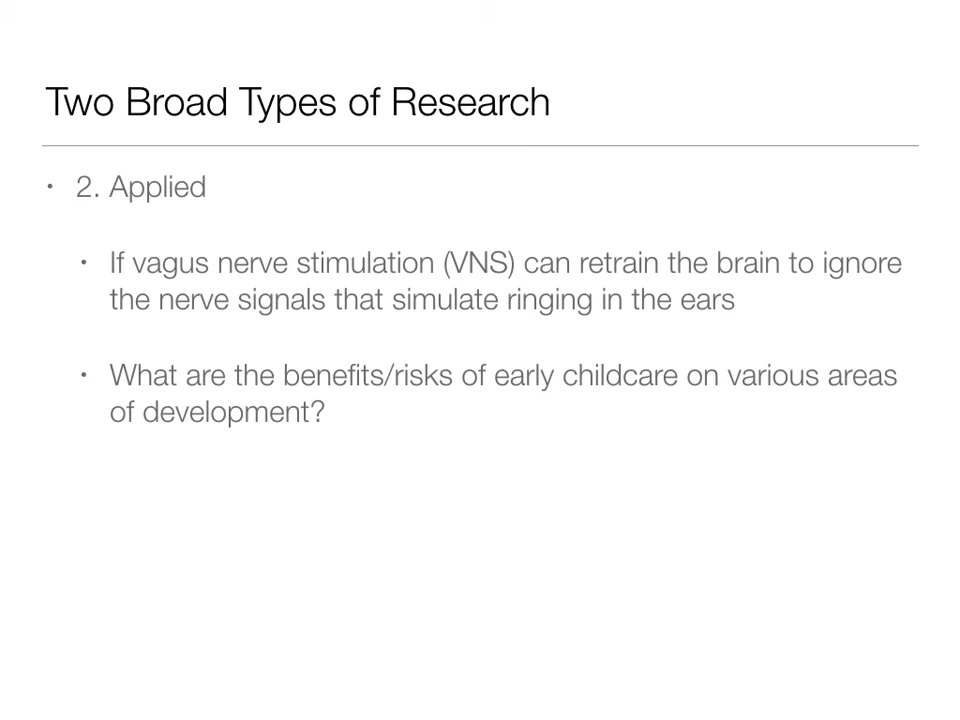 Two Broad Types of Research
• 2. Applied
• If vagus nerve stimulation (VNS) can retrain the brain to ignore
the nerve signals that simulate ringing in the ears
• What are the benefits/risks of early childcare on various areas
of development?